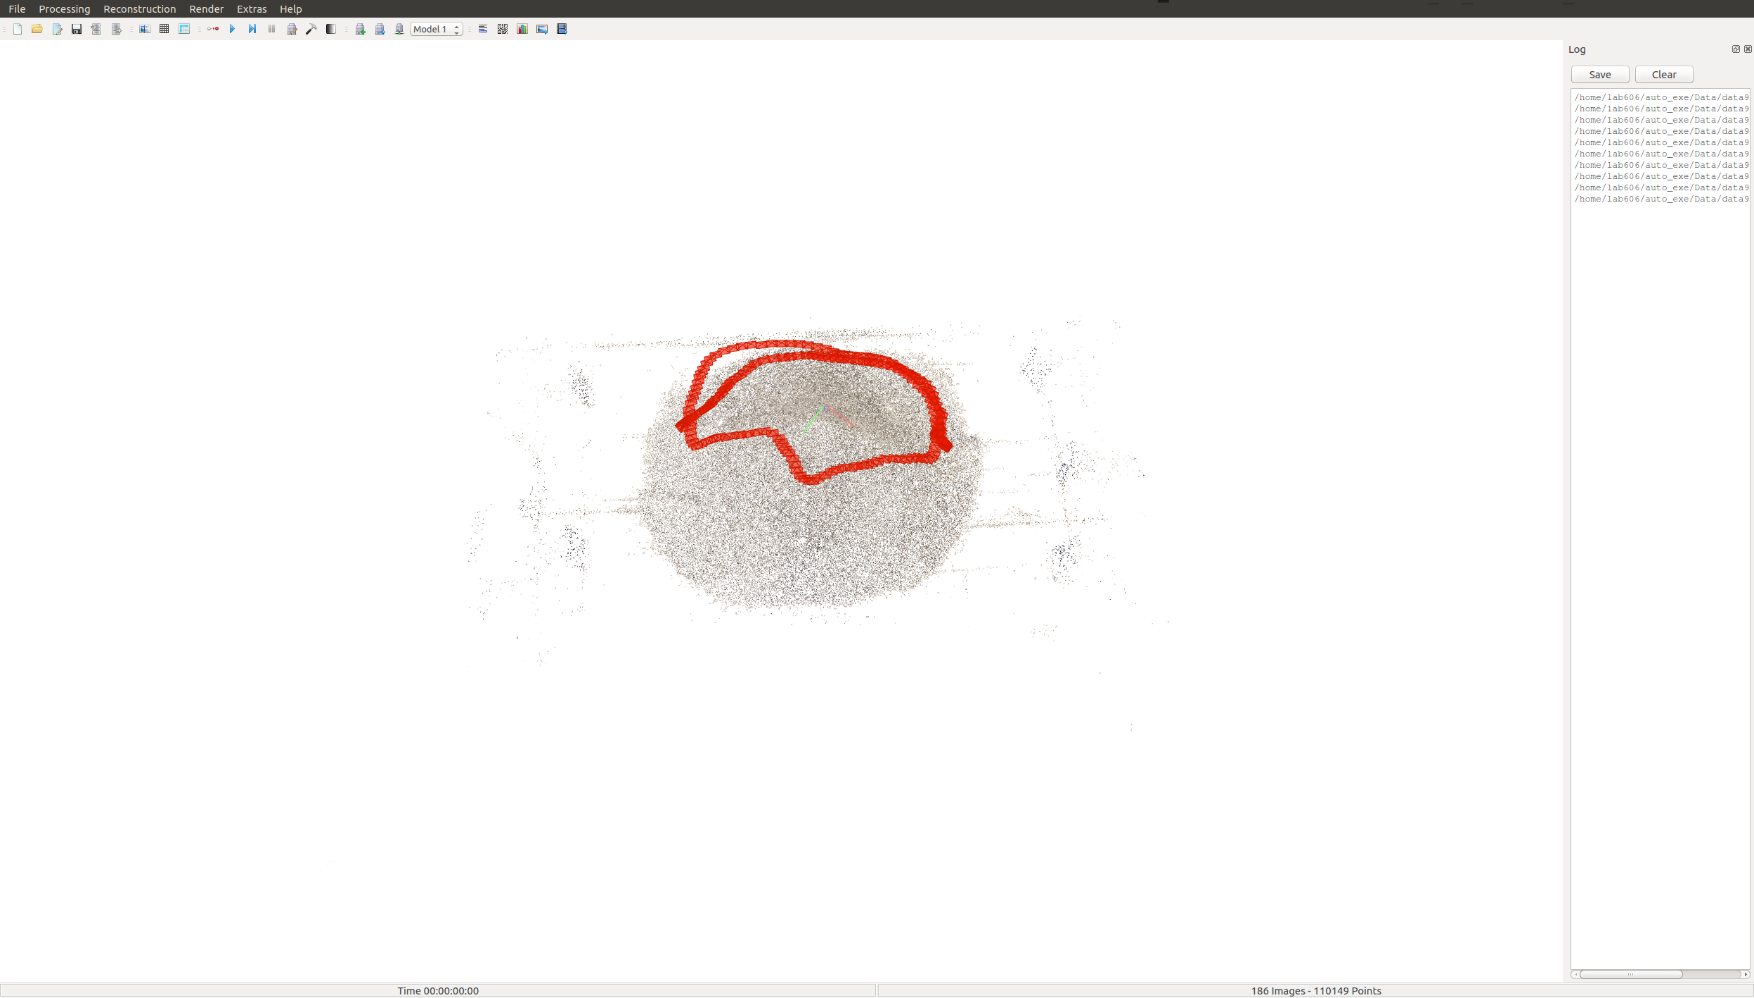 File Processing Reconstruction Render Extras Help
Model 1
Log
Save Clear
/home/lab606/auto_exe/Data/data9
/home/lab606/auto_exe/Data/data9
/home/lab606/auto_exe/Data/data9
/home/lab606/auto_exe/Data/data9
/home/lab606/auto_exe/Data/data9
/home/lab606/auto_exe/Data/data9
/home/lab606/auto_exe/Data/data9
/home/lab606/auto_exe/Data/data9
/home/lab606/auto_exe/Data/data9
/home/lab606/auto_exe/Data/data9
Time 00:00:00:00
186 Images - 110149 Points